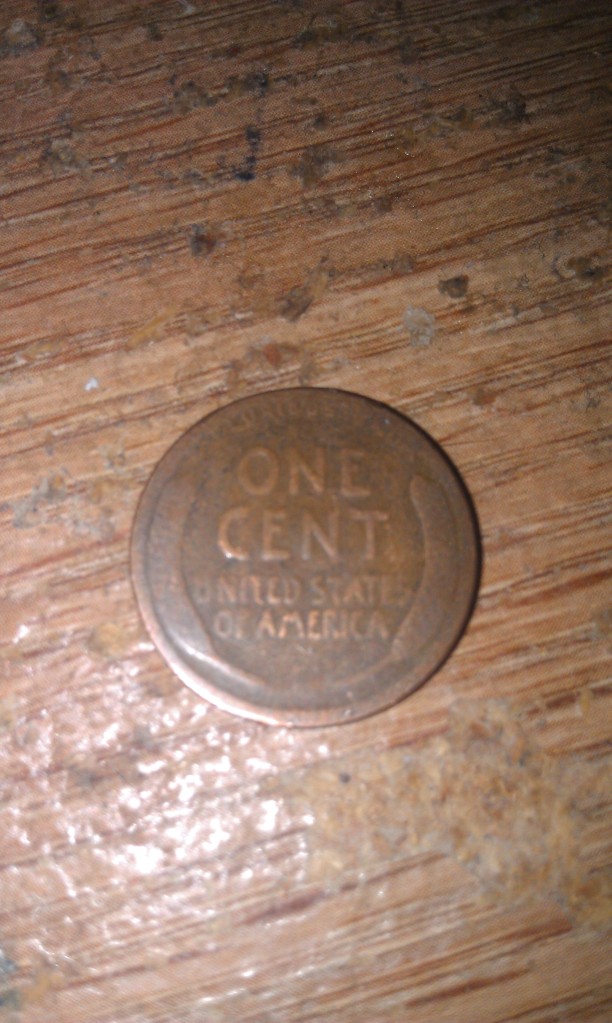 ONE
CENT
UNITED STATES
OF AMERICA